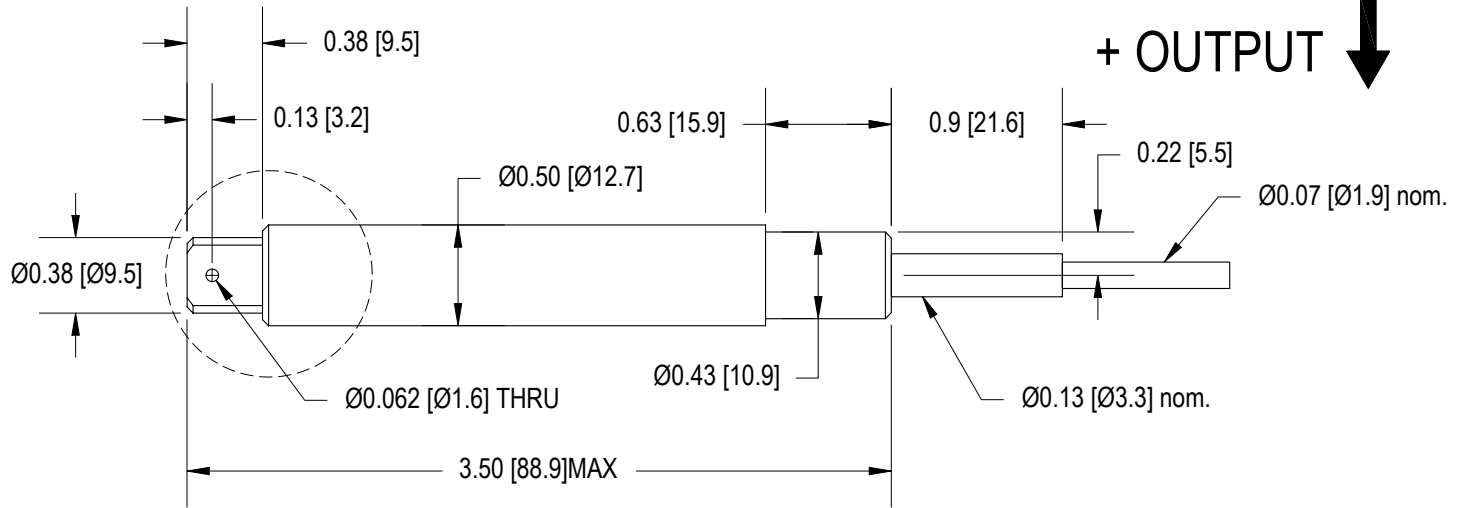 0.38 [9.5]
+ OUTPUT
0.13 [3.2]
0.63 [15.9]
0.9 [21.6]
0.22 [5.5]
Ø0.50 [Ø12.7]
Ø0.07 [Ø1.9] nom.
Ø0.38 [Ø9.5]
Ø0.43 [10.9]
Ø0.062 [Ø1.6] THRU
Ø0.13 [Ø3.3] nom.
3.50 [88.9]MAX